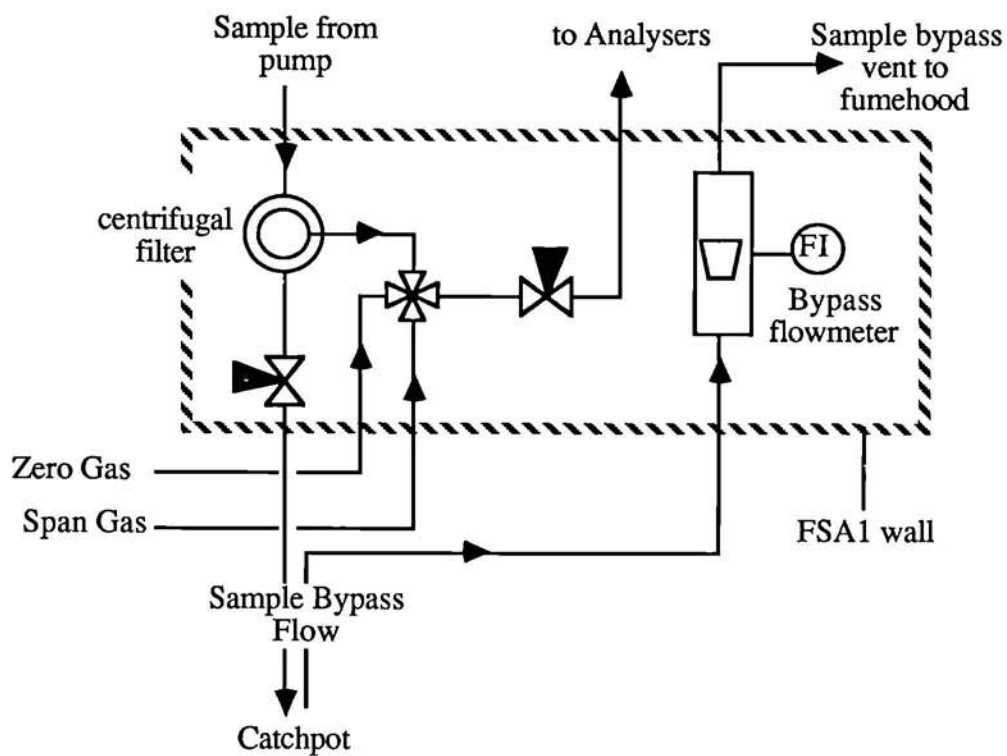 Sample from
pump
to Analysers
Sample bypass
vent to
fumehood
centrifugal
filter
FI
Bypass
flowmeter
Zero Gas
Span Gas
FSA1 wall
Sample Bypass
Flow
Catchpot